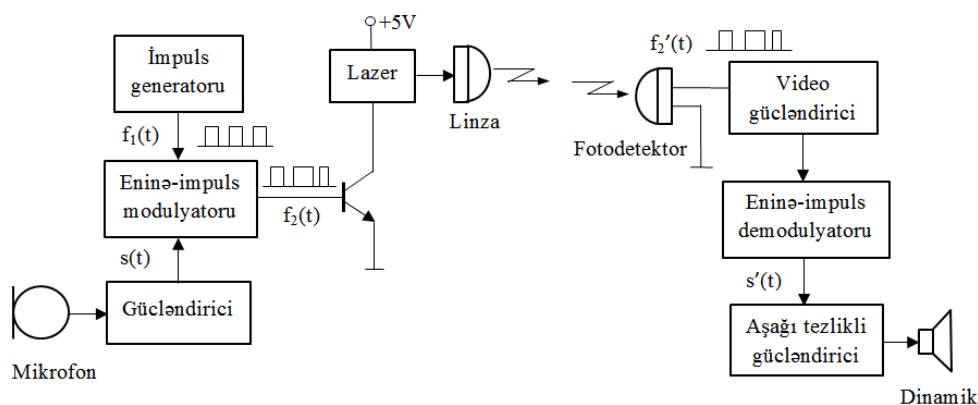 +5V
İmpuls
generatoru
f₁(t)
Eninə-impuls
modulyatoru
f₂(t)
s(t)
Gücləndirici
Mikrofon
Lazer
Linza
Fotodetektor
f₂′(t)
Video
gücləndirici
Eninə-impuls
demodulyatoru
s′(t)
Aşağı tezlikli
gücləndirici
Dinamik